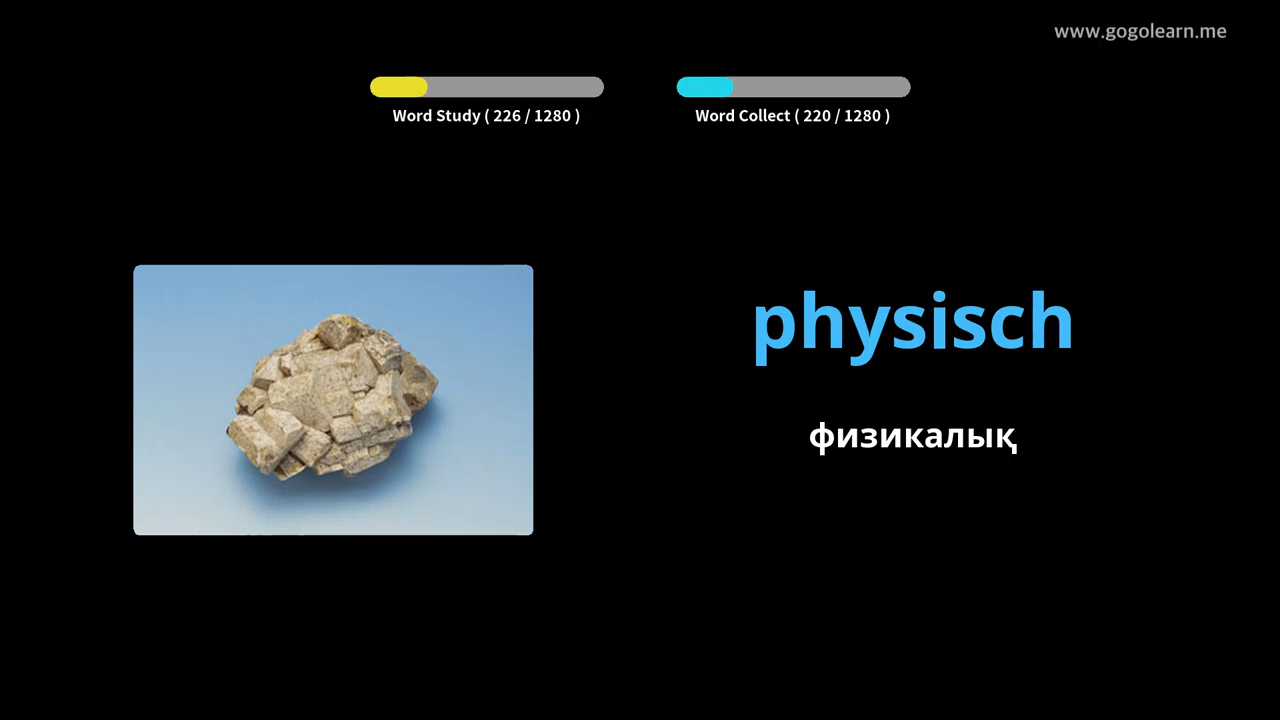 www.gogolearn.me
Word Study ( 226 / 1280 )
Word Collect ( 220 / 1280 )
physisch
физикалық